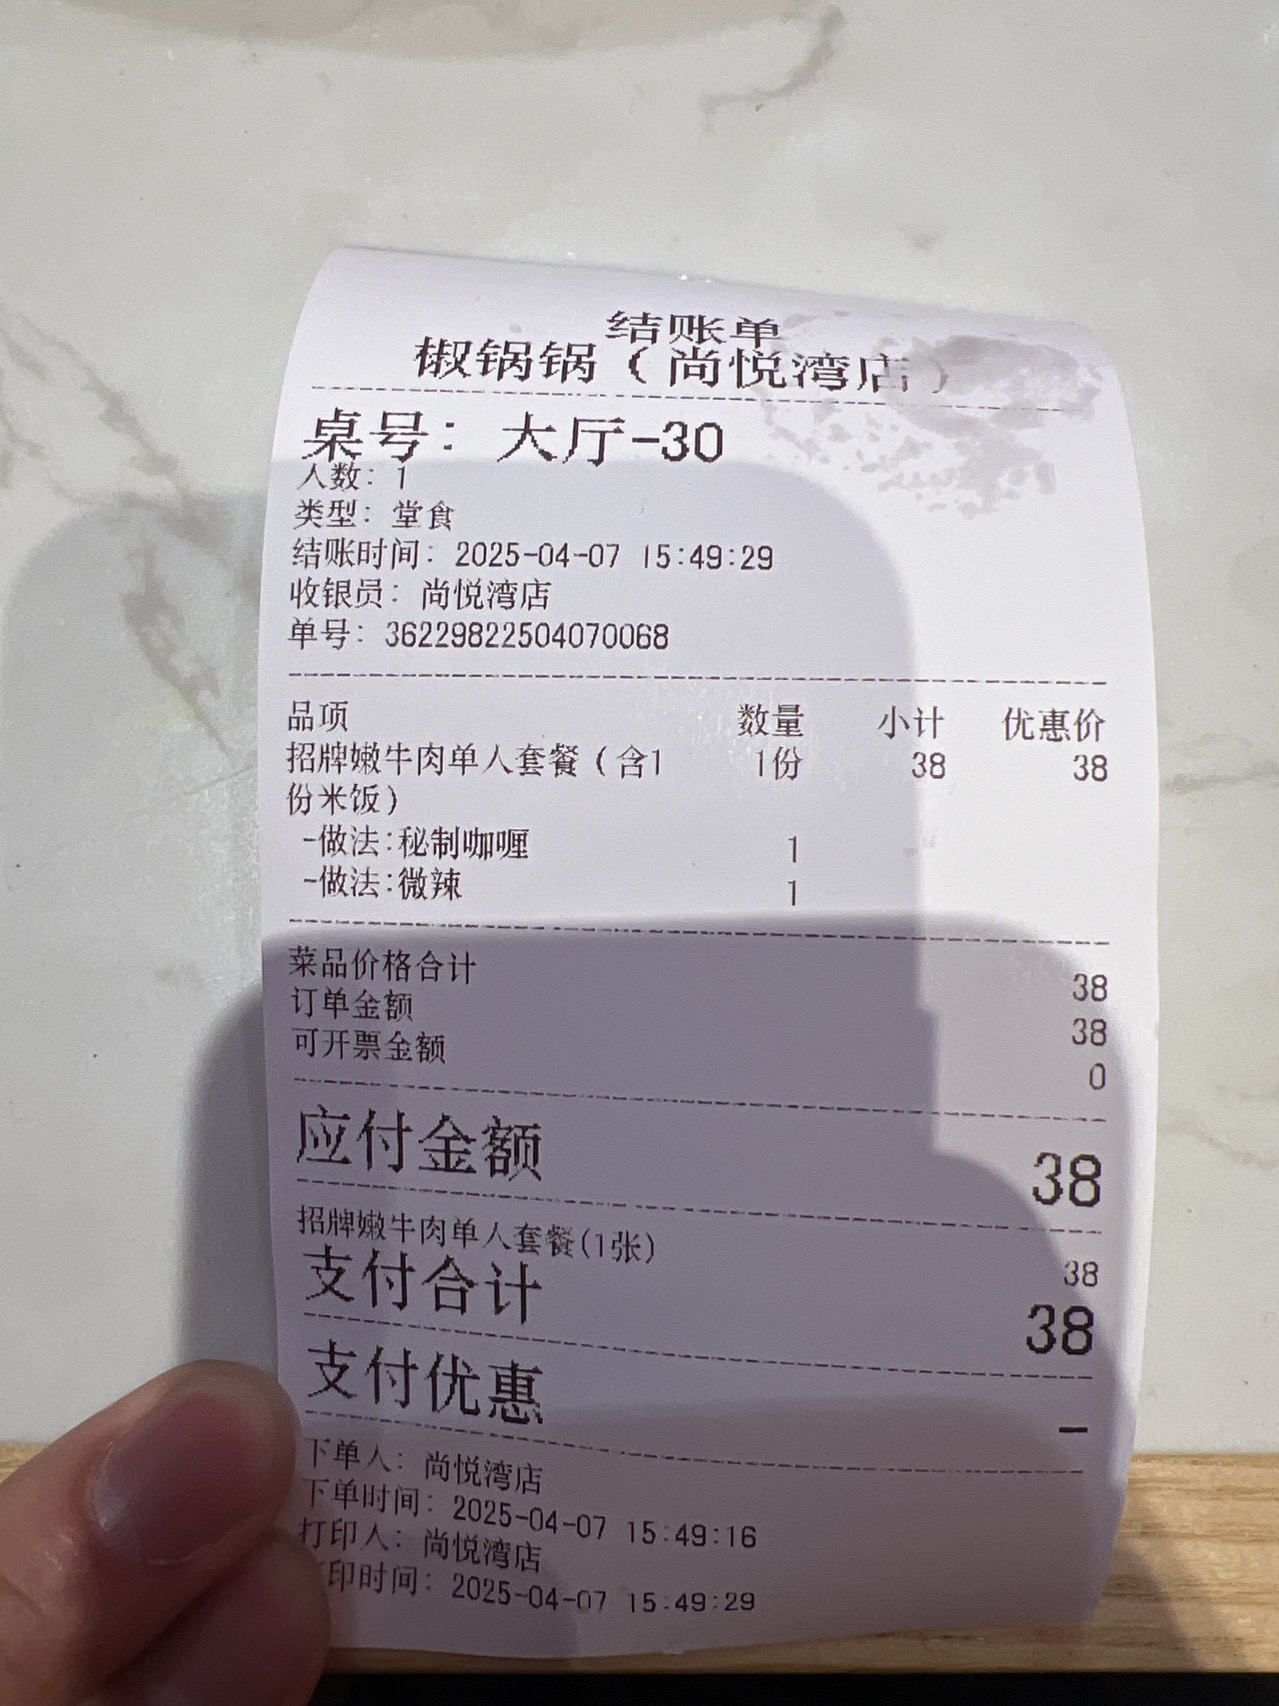 结账单
椒锅锅（尚悦湾店）
桌号： 大厅-30
人数：1
类型：堂食
结账时间：2025-04-07 15:49:29
收银员：尚悦湾店
单号：36229822504070068
品项 数量 小计 优惠价
招牌嫩牛肉单人套餐（含1 1份 38 38
份米饭）
-做法:秘制咖喱 1
-做法:微辣 1
菜品价格合计 38
订单金额 38
可开票金额 0
应付金额 38
招牌嫩牛肉单人套餐(1张) 38
支付合计 38
支付优惠 -
下单人：尚悦湾店
下单时间：2025-04-07 15:49:16
打印人：尚悦湾店
印时间：2025-04-07 15:49:29